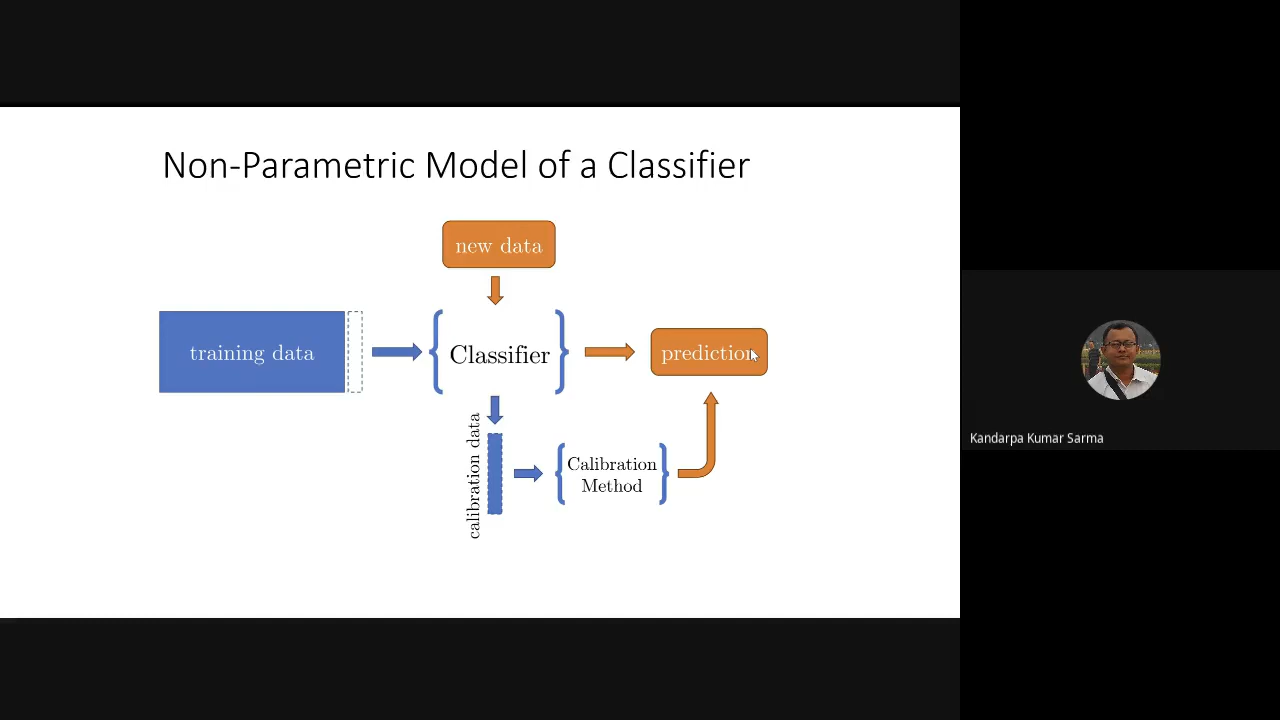 Non-Parametric Model of a Classifier
new data
training data
Classifier
prediction
calibration data
Calibration
Method
Kandarpa Kumar Sarma